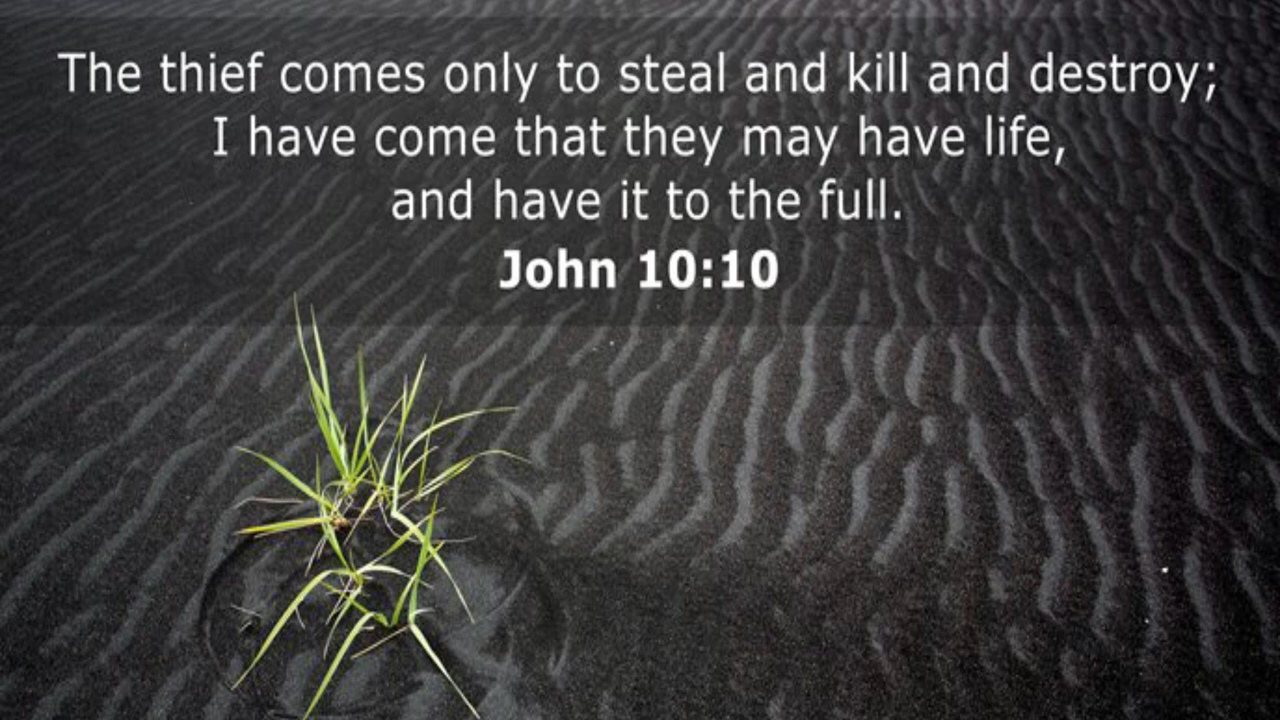 The thief comes only to steal and kill and destroy;
I have come that they may have life,
and have it to the full.
John 10:10